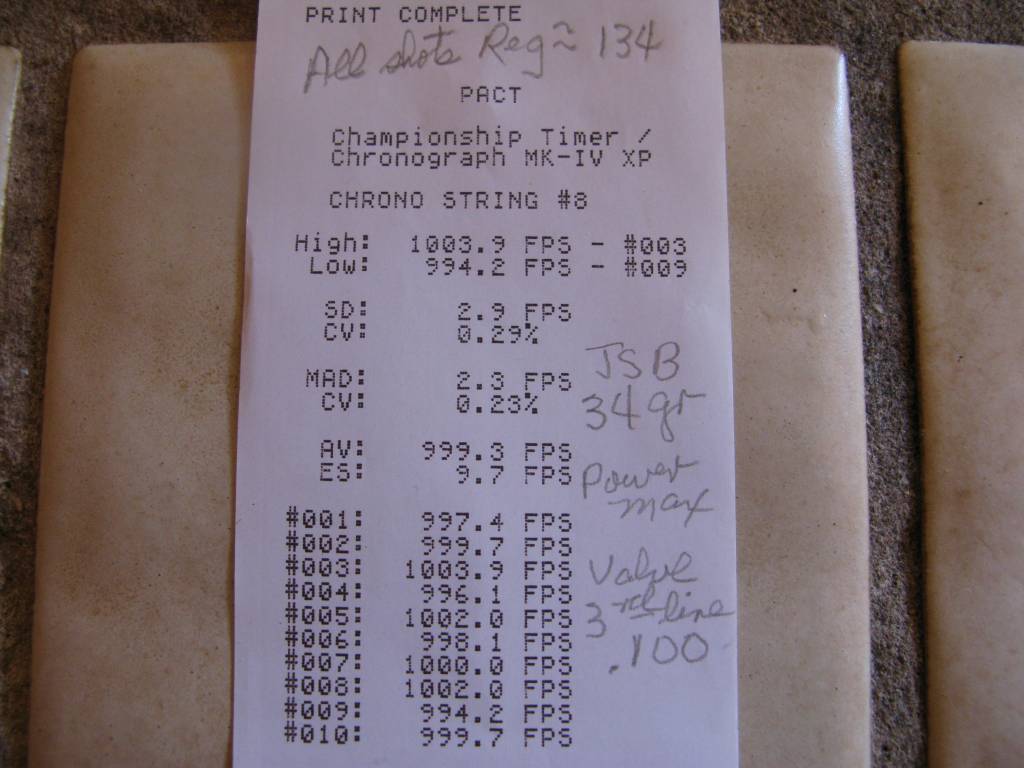 PRINT COMPLETE
All shots Reg ~ 134
PACT
Championship Timer /
Chronograph MK-IV XP
CHRONO STRING #8
High: 1003.9 FPS - #003
Low: 994.2 FPS - #009
SD: 2.9 FPS
CV: 0.29%
JSB
MAD: 2.3 FPS
34gr
CV: 0.23%
AV: 999.3 FPS
ES: 9.7 FPS
Power
max
#001: 997.4 FPS
#002: 999.7 FPS
#003: 1003.9 FPS
Valve
#004: 996.1 FPS
#005: 1002.0 FPS
3rd line
#006: 998.1 FPS
.100
#007: 1000.0 FPS
#008: 1002.0 FPS
#009: 994.2 FPS
#010: 999.7 FPS